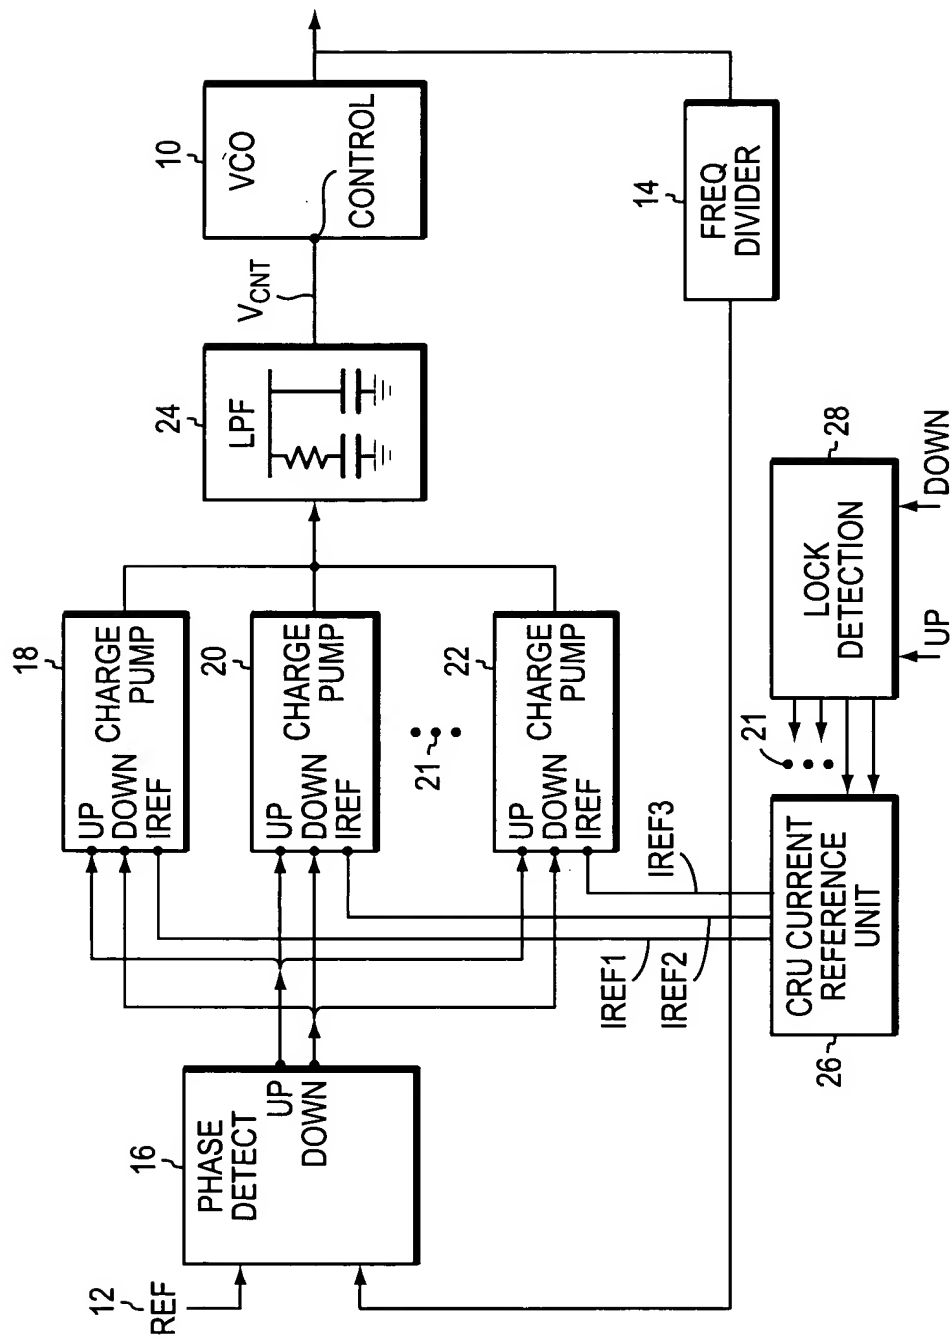 12
REF
16
PHASE
DETECT
UP
DOWN
18
UP
DOWN
IREF
CHARGE
PUMP
20
UP
DOWN
IREF
CHARGE
PUMP
21
22
UP
DOWN
IREF
CHARGE
PUMP
24
LPF
VCNT
10
VCO
CONTROL
14
FREQ
DIVIDER
IREF1
IREF2
IREF3
26
CRU CURRENT
REFERENCE
UNIT
21
28
LOCK
DETECTION
UP
DOWN